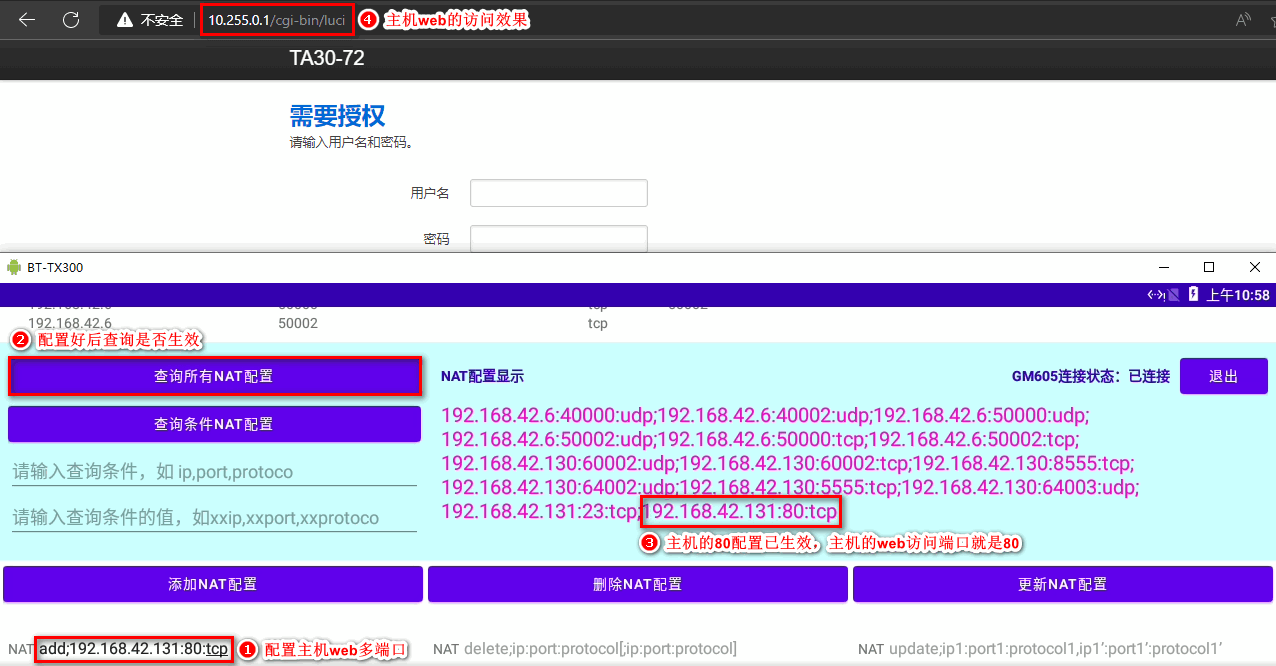 不安全 10.255.0.1/cgi-bin/luci ④ 主机web的访问效果
TA30-72
需要授权
请输入用户名和密码。
用户名
密码
BT-TX300
上午10:58
192.168.42.6 50002 tcp
② 配置好后查询是否生效
查询所有NAT配置
NAT配置显示
GM605连接状态：已连接
退出
查询条件NAT配置
请输入查询条件，如 ip,port,protoco
请输入查询条件的值，如xxip,xxport,xxprotoco
192.168.42.6:40000:udp;192.168.42.6:40002:udp;192.168.42.6:50000:udp;
192.168.42.6:50002:udp;192.168.42.6:50000:tcp;192.168.42.6:50002:tcp;
192.168.42.130:60002:udp;192.168.42.130:60002:tcp;192.168.42.130:8555:tcp;
192.168.42.130:64002:udp;192.168.42.130:5555:tcp;192.168.42.130:64003:udp;
192.168.42.131:23:tcp;192.168.42.131:80:tcp
③ 主机的80配置已生效，主机的web访问端口就是80
添加NAT配置
删除NAT配置
更新NAT配置
NAT add;192.168.42.131:80:tcp ① 配置主机web多端口
NAT delete;ip:port:protocol[;ip:port:protocol]
NAT update;ip1:port1:protocol1,ip1’:port1’:protocol1’